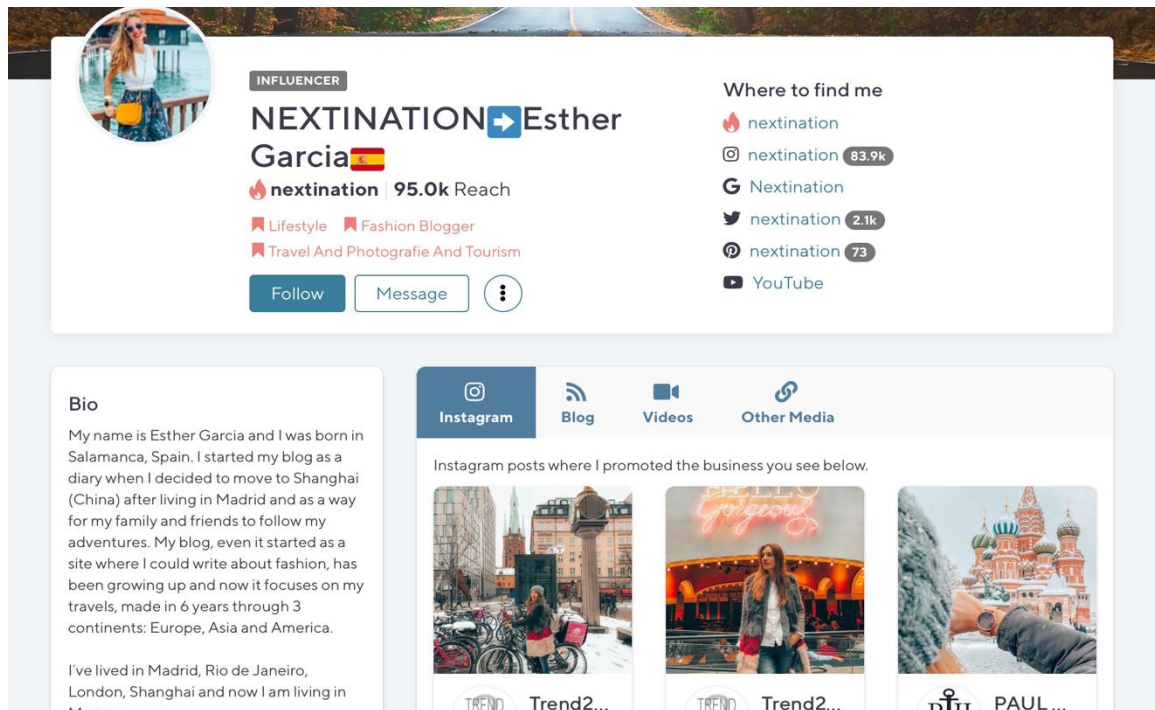 INFLUENCER
NEXTINATION➡Esther
Garcia🇪🇸
nextination | 95.0k Reach
Lifestyle Fashion Blogger
Travel And Photografie And Tourism
Follow Message
Where to find me
nextination
nextination 83.9k
Nextination
nextination 2.1k
nextination 73
YouTube
Bio
My name is Esther Garcia and I was born in
Salamanca, Spain. I started my blog as a
diary when I decided to move to Shanghai
(China) after living in Madrid and as a way
for my family and friends to follow my
adventures. My blog, even it started as a
site where I could write about fashion, has
been growing up and now it focuses on my
travels, made in 6 years through 3
continents: Europe, Asia and America.
I´ve lived in Madrid, Rio de Janeiro,
London, Shanghai and now I am living in
Instagram Blog Videos Other Media
Instagram posts where I promoted the business you see below.
HELLO
Gorgeous
TREND Trend2...
TREND Trend2...
PH PAUL ...